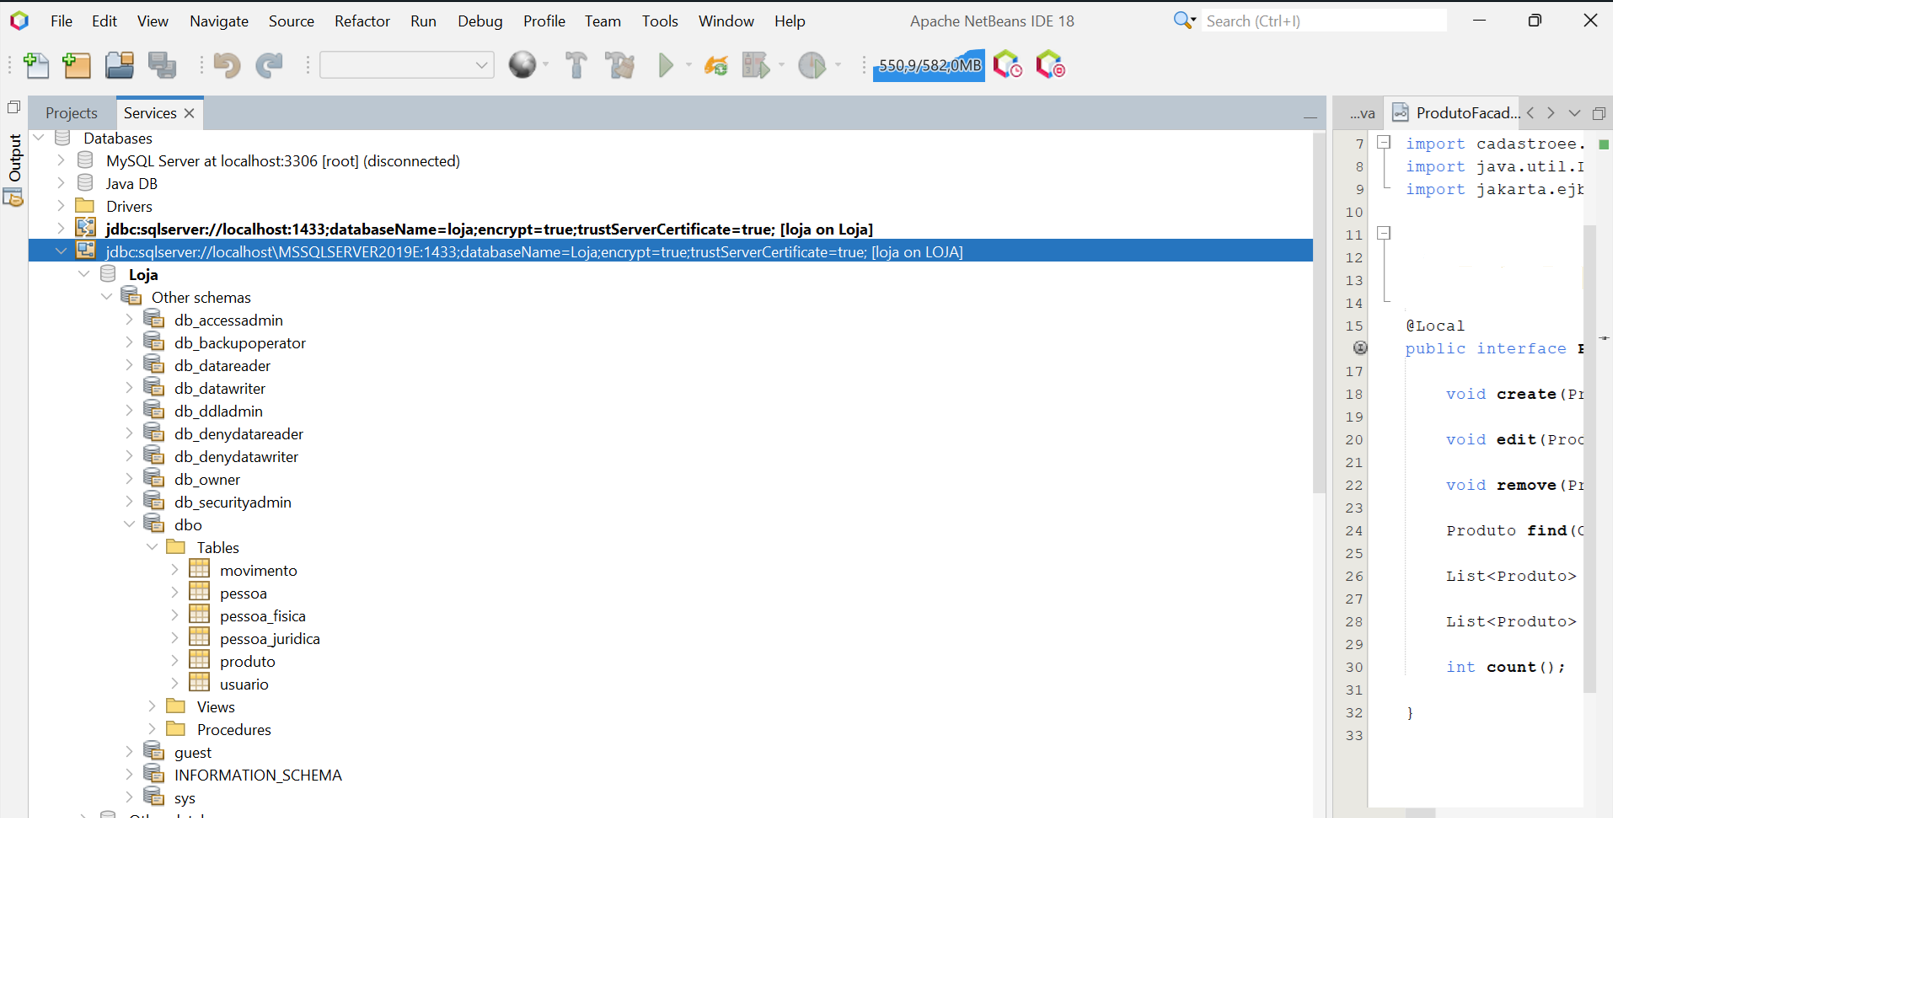 File Edit View Navigate Source Refactor Run Debug Profile Team Tools Window Help Apache NetBeans IDE 18 Search (Ctrl+I)
550,9/582,0MB
Output
Projects Services
Databases
MySQL Server at localhost:3306 [root] (disconnected)
Java DB
Drivers
jdbc:sqlserver://localhost:1433;databaseName=loja;encrypt=true;trustServerCertificate=true; [loja on Loja]
jdbc:sqlserver://localhost\MSSQLSERVER2019E:1433;databaseName=Loja;encrypt=true;trustServerCertificate=true; [loja on LOJA]
Loja
Other schemas
db_accessadmin
db_backupoperator
db_datareader
db_datawriter
db_ddladmin
db_denydatareader
db_denydatawriter
db_owner
db_securityadmin
dbo
Tables
movimento
pessoa
pessoa_fisica
pessoa_juridica
produto
usuario
Views
Procedures
guest
INFORMATION_SCHEMA
sys
...va ProdutoFacad...
7 import cadastroee.
8 import java.util.
9 import jakarta.ejb
10
11
12
13
14
15 @Local
public interface
17
18 void create(Pr
19
20 void edit(Proc
21
22 void remove(Pr
23
24 Produto find(
25
26 List<Produto>
27
28 List<Produto>
29
30 int count();
31
32 }
33